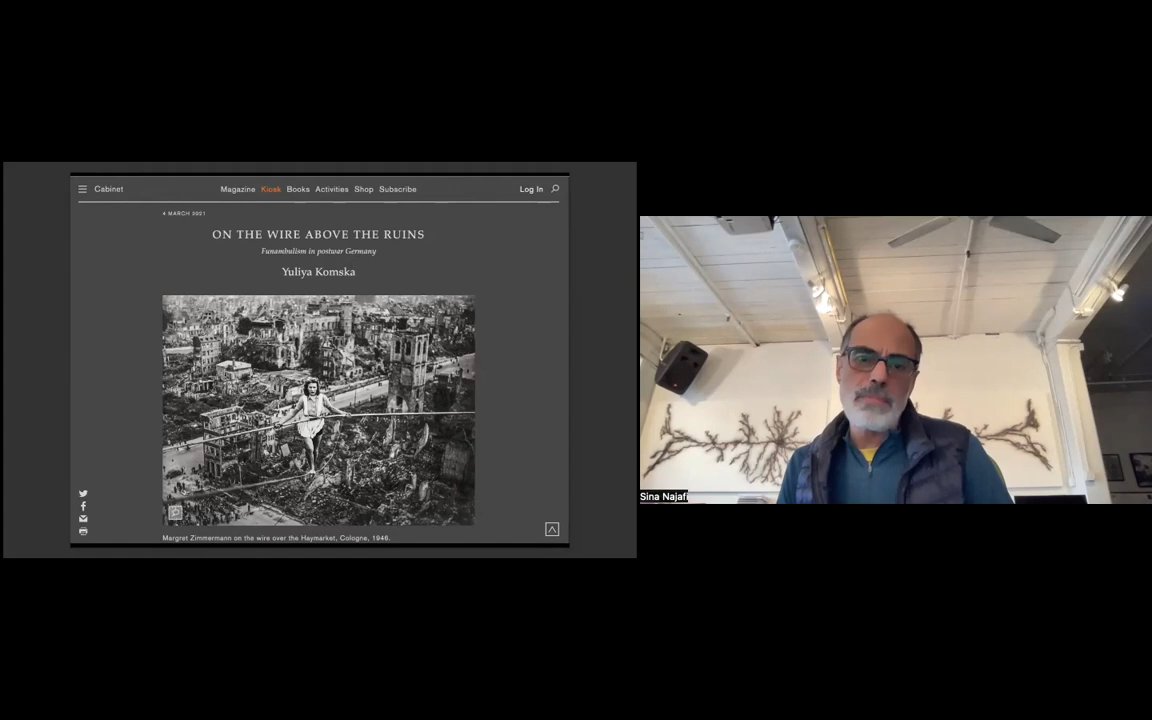 Cabinet
Magazine Kiosk Books Activities Shop Subscribe
Log In
4 MARCH 2021
ON THE WIRE ABOVE THE RUINS
Funambulism in postwar Germany
Yuliya Komska
Margret Zimmermann on the wire over the Haymarket, Cologne, 1946.
Sina Najafi